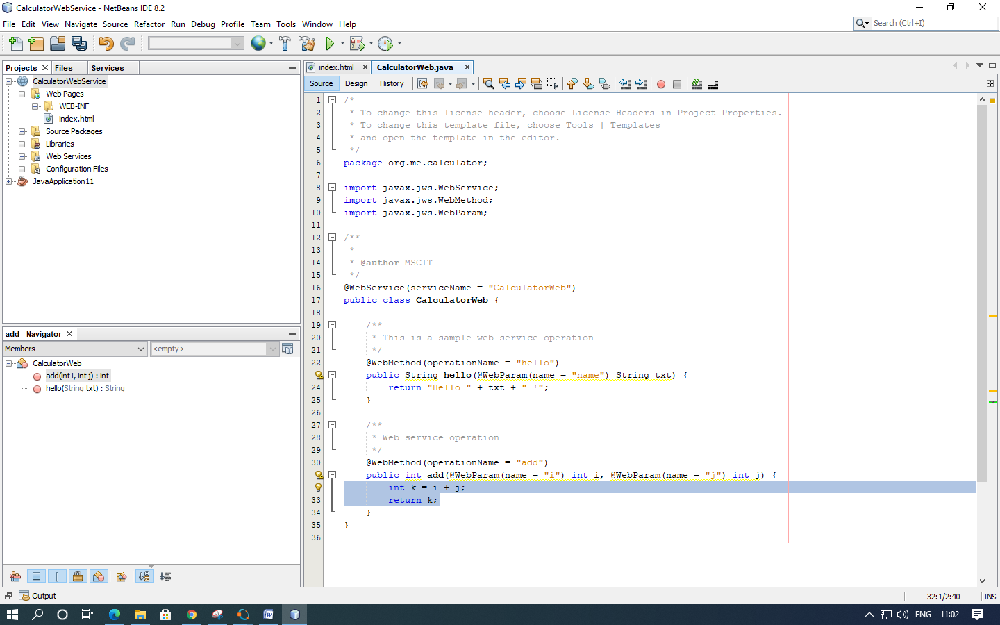 CalculatorWebService - NetBeans IDE 8.2
File Edit View Navigate Source Refactor Run Debug Profile Team Tools Window Help
Search (Ctrl+I)
Projects Files Services
CalculatorWebService
Web Pages
WEB-INF
index.html
Source Packages
Libraries
Web Services
Configuration Files
JavaApplication11
add - Navigator
Members <empty>
CalculatorWeb
add(int i, int j) : int
hello(String txt) : String
index.html CalculatorWeb.java
Source Design History
1 /*
2 * To change this license header, choose License Headers in Project Properties.
3 * To change this template file, choose Tools | Templates
4 * and open the template in the editor.
5 */
6 package org.me.calculator;
7
8 import javax.jws.WebService;
9 import javax.jws.WebMethod;
10 import javax.jws.WebParam;
11
12 /**
13 *
14 * @author MSCIT
15 */
16 @WebService(serviceName = "CalculatorWeb")
17 public class CalculatorWeb {
18
19 /**
20 * This is a sample web service operation
21 */
22 @WebMethod(operationName = "hello")
public String hello(@WebParam(name = "name") String txt) {
24 return "Hello " + txt + " !";
25 }
26
27 /**
28 * Web service operation
29 */
30 @WebMethod(operationName = "add")
public int add(@WebParam(name = "i") int i, @WebParam(name = "j") int j) {
int k = i + j;
33 return k;
34 }
35 }
36
Output
32:1/2:40 INS
ENG 11:02